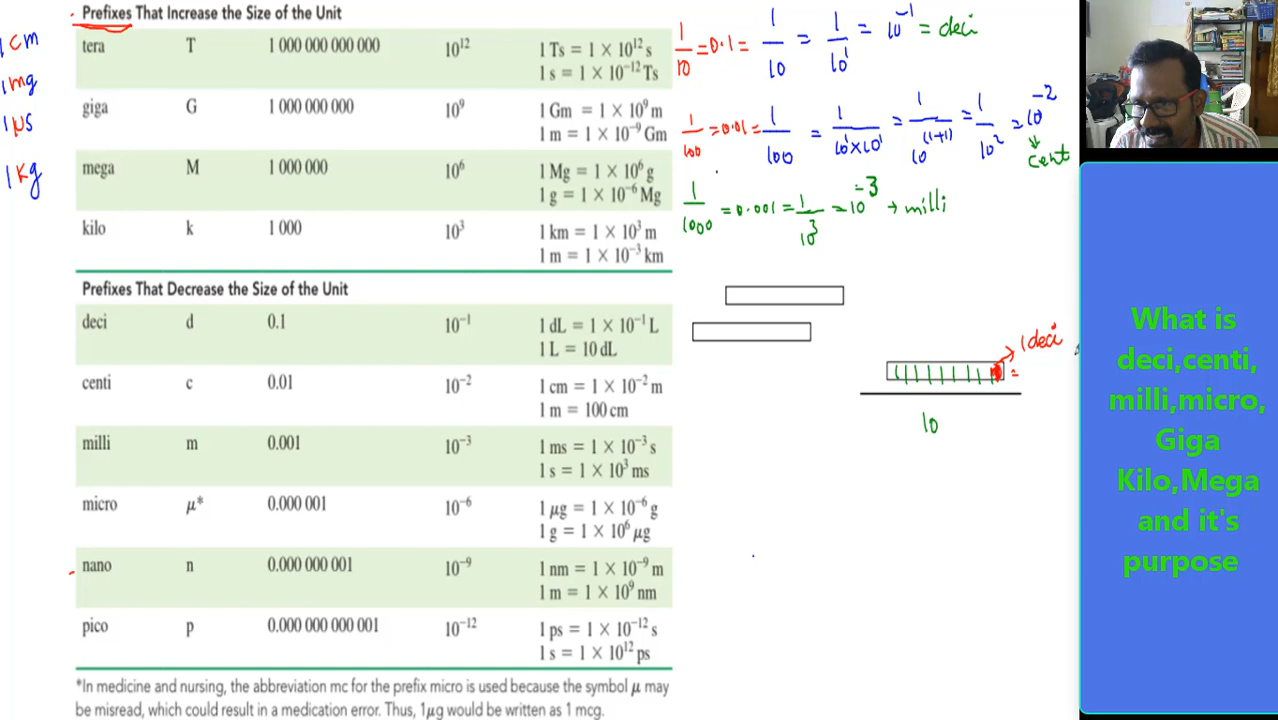 Prefixes That Increase the Size of the Unit
tera T 1 000 000 000 000 10¹² 1 Ts = 1 × 10¹² s
1 s = 1 × 10⁻¹² Ts
giga G 1 000 000 000 10⁹ 1 Gm = 1 × 10⁹ m
1 m = 1 × 10⁻⁹ Gm
mega M 1 000 000 10⁶ 1 Mg = 1 × 10⁶ g
1 g = 1 × 10⁻⁶ Mg
kilo k 1 000 10³ 1 km = 1 × 10³ m
1 m = 1 × 10⁻³ km
Prefixes That Decrease the Size of the Unit
deci d 0.1 10⁻¹ 1 dL = 1 × 10⁻¹ L
1 L = 10 dL
centi c 0.01 10⁻² 1 cm = 1 × 10⁻² m
1 m = 100 cm
milli m 0.001 10⁻³ 1 ms = 1 × 10⁻³ s
1 s = 1 × 10³ ms
micro μ* 0.000 001 10⁻⁶ 1 μg = 1 × 10⁻⁶ g
1 g = 1 × 10⁶ μg
nano n 0.000 000 001 10⁻⁹ 1 nm = 1 × 10⁻⁹ m
1 m = 1 × 10⁹ nm
pico p 0.000 000 000 001 10⁻¹² 1 ps = 1 × 10⁻¹² s
1 s = 1 × 10¹² ps
*In medicine and nursing, the abbreviation mc for the prefix micro is used because the symbol μ may
be misread, which could result in a medication error. Thus, 1μg would be written as 1 mcg.
1 cm
1 mg
1 μs
1 kg
1/10 = 0.1 = 1/10 = 1/10¹ = 10⁻¹ = deci
1/100 = 0.01 = 1/100 = 1/10¹×10¹ = 1/10⁽¹⁺¹⁾ = 1/10² = 10⁻²
cent
1/1000 = 0.001 = 1/10³ = 10⁻³ → milli
1 deci
=
10
What is
deci,centi,
milli,micro,
Giga
Kilo,Mega
and it's
purpose